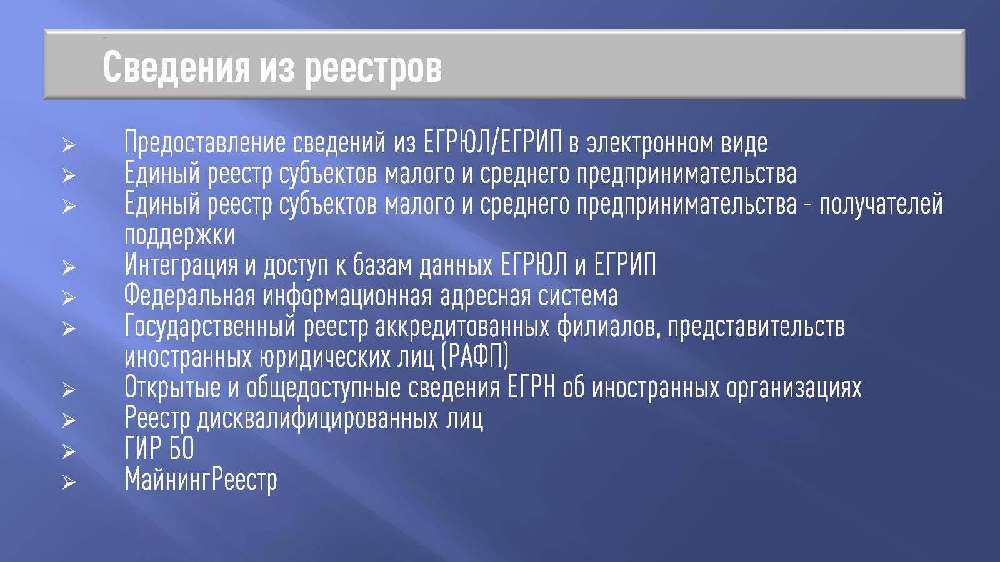 Сведения из реестров
Предоставление сведений из ЕГРЮЛ/ЕГРИП в электронном виде
Единый реестр субъектов малого и среднего предпринимательства
Единый реестр субъектов малого и среднего предпринимательства - получателей
поддержки
Интеграция и доступ к базам данных ЕГРЮЛ и ЕГРИП
Федеральная информационная адресная система
Государственный реестр аккредитованных филиалов, представительств
иностранных юридических лиц (РАФП)
Открытые и общедоступные сведения ЕГРН об иностранных организациях
Реестр дисквалифицированных лиц
ГИР БО
МайнингРеестр